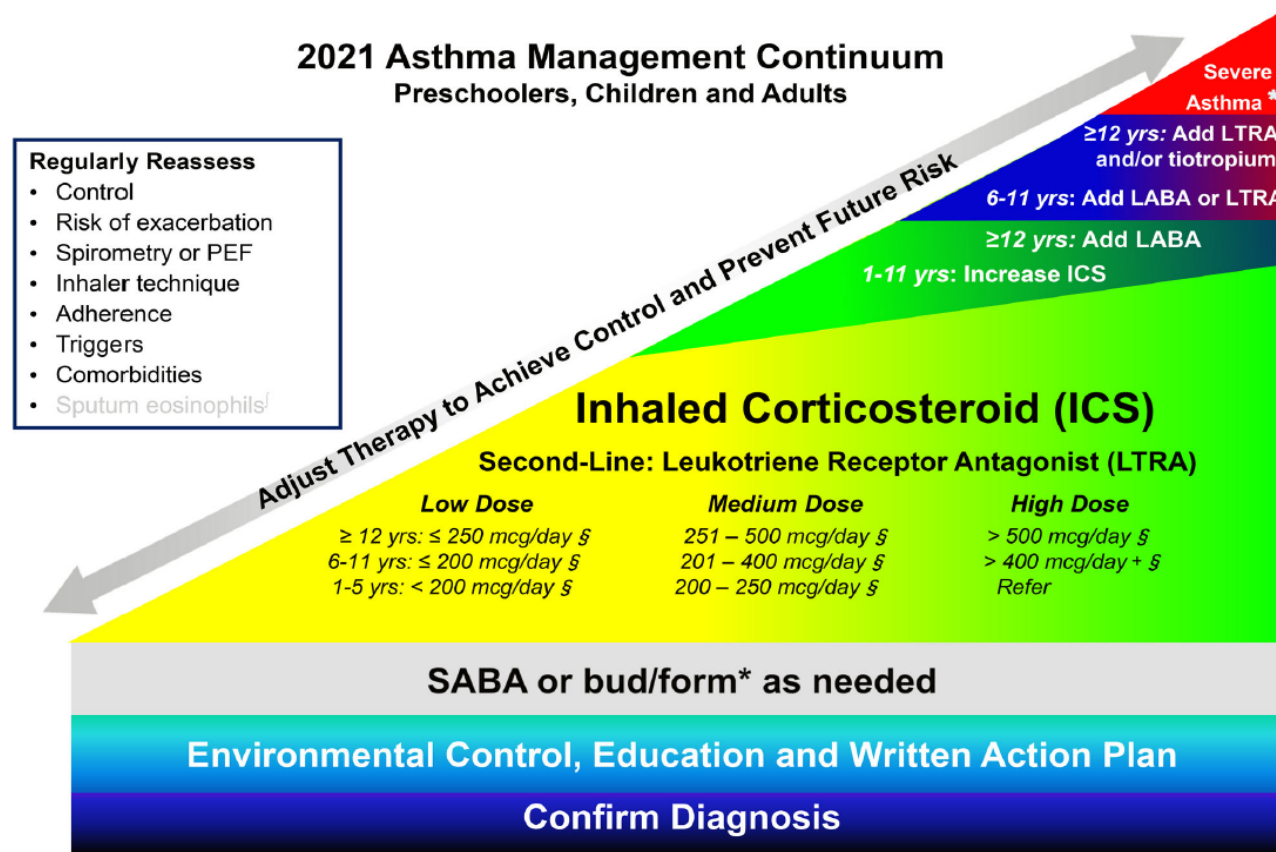 2021 Asthma Management Continuum
Preschoolers, Children and Adults
Regularly Reassess
• Control
• Risk of exacerbation
• Spirometry or PEF
• Inhaler technique
• Adherence
• Triggers
• Comorbidities
• Sputum eosinophils∫
Adjust Therapy to Achieve Control and Prevent Future Risk
Severe
Asthma *
≥12 yrs: Add LTRA
and/or tiotropium
6-11 yrs: Add LABA or LTRA
≥12 yrs: Add LABA
1-11 yrs: Increase ICS
Inhaled Corticosteroid (ICS)
Second-Line: Leukotriene Receptor Antagonist (LTRA)
Low Dose Medium Dose High Dose
≥ 12 yrs: ≤ 250 mcg/day § 251 – 500 mcg/day § > 500 mcg/day §
6-11 yrs: ≤ 200 mcg/day § 201 – 400 mcg/day § > 400 mcg/day + §
1-5 yrs: < 200 mcg/day § 200 – 250 mcg/day § Refer
SABA or bud/form* as needed
Environmental Control, Education and Written Action Plan
Confirm Diagnosis